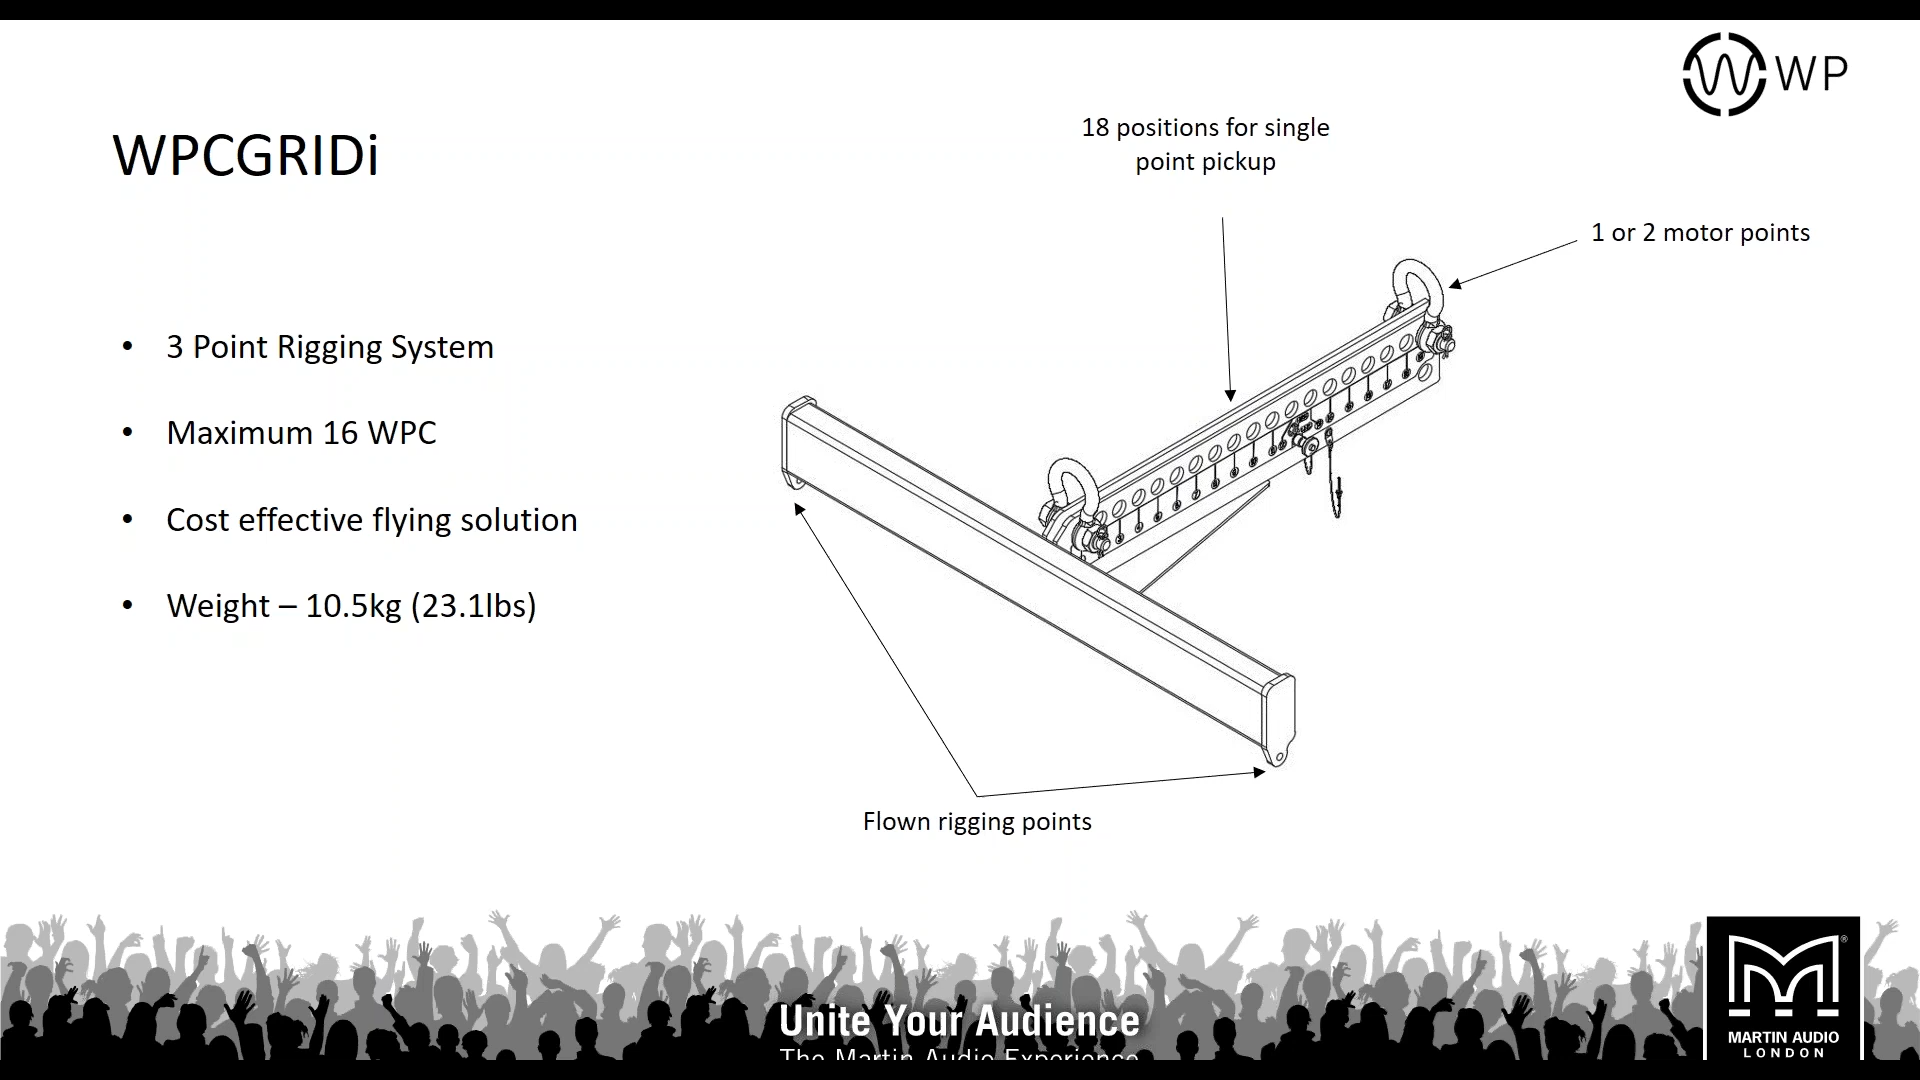 WP
WPCGRIDi
18 positions for single
point pickup
1 or 2 motor points
• 3 Point Rigging System
• Maximum 16 WPC
• Cost effective flying solution
• Weight – 10.5kg (23.1lbs)
Flown rigging points
Unite Your Audience
The Martin Audio Experience
®
MARTIN AUDIO
LONDON